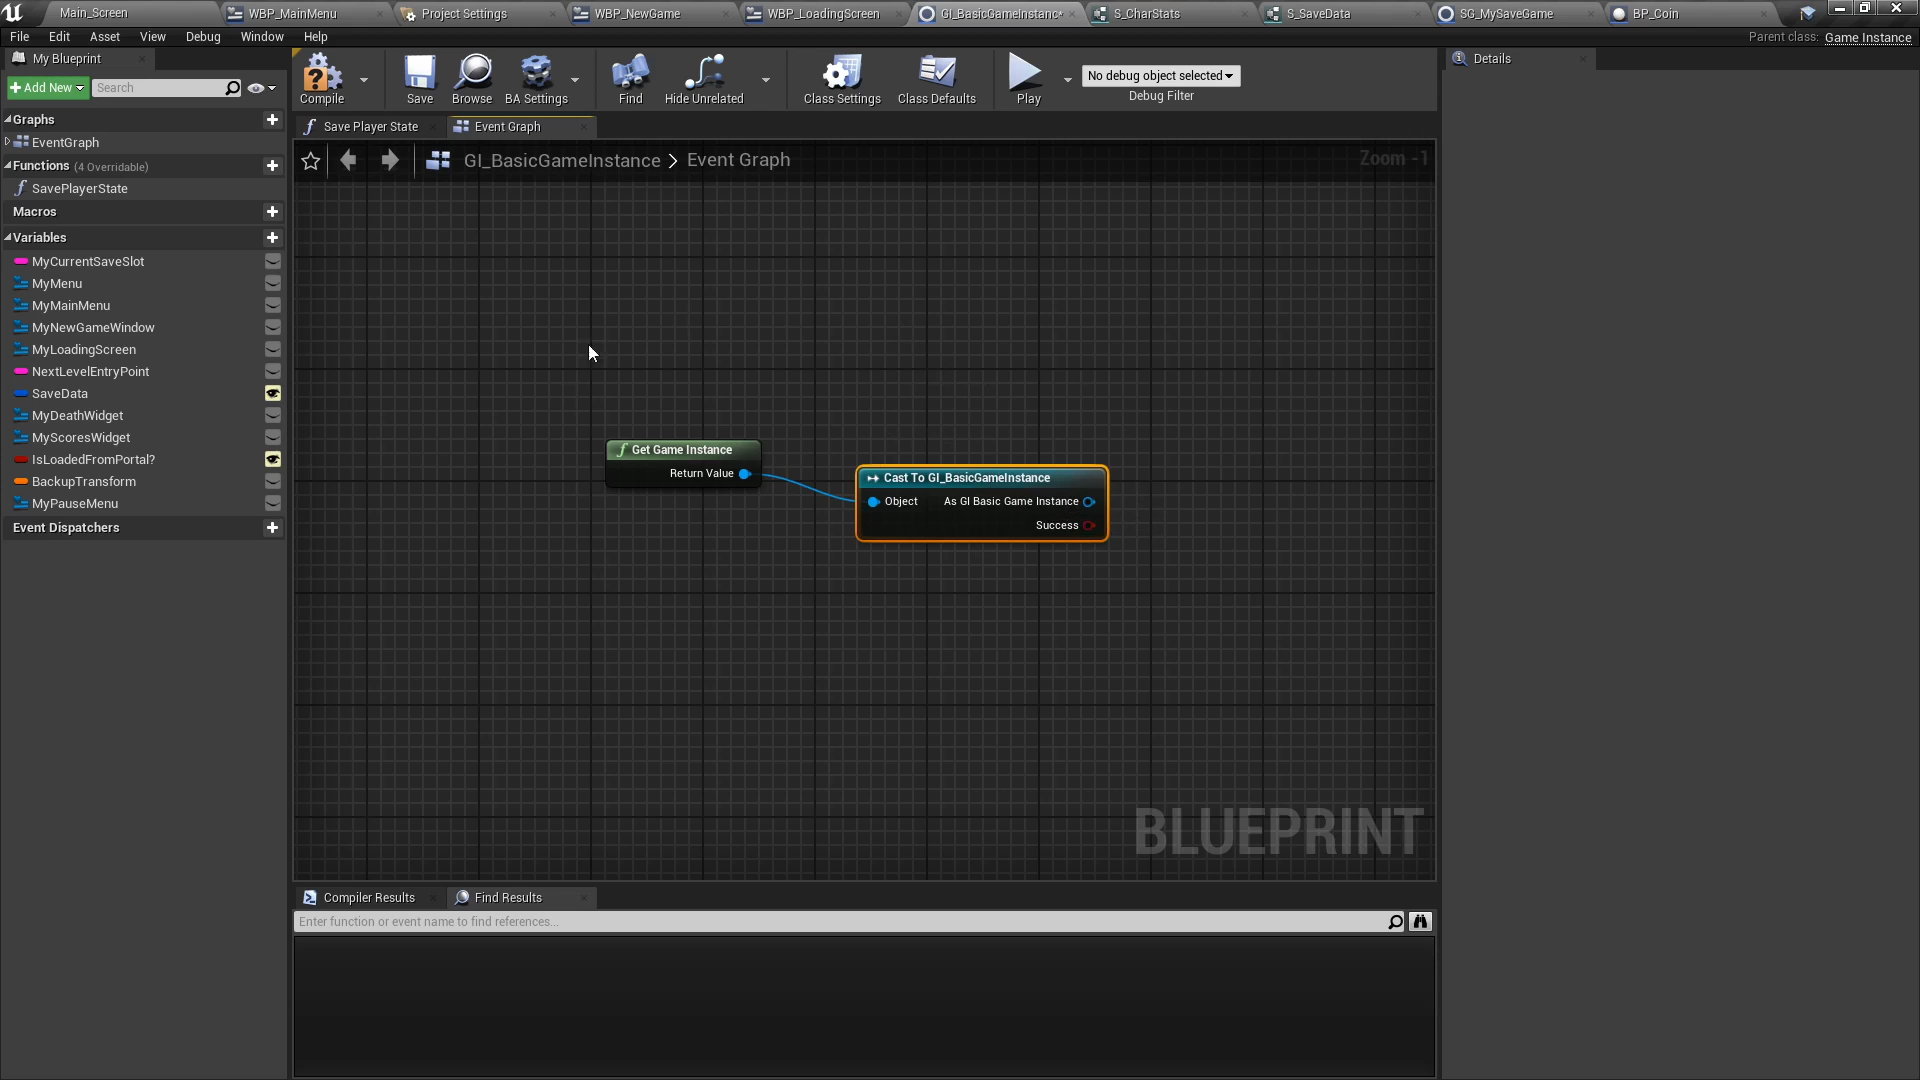 Main_Screen
WBP_MainMenu
Project Settings
WBP_NewGame
WBP_LoadingScreen
GI_BasicGameInstanc*
S_CharStats
S_SaveData
SG_MySaveGame
BP_Coin
File Edit Asset View Debug Window Help
Parent class: Game Instance
My Blueprint
Add New
Search
Compile
Save
Browse
BA Settings
Find
Hide Unrelated
Class Settings
Class Defaults
Play
No debug object selected
Debug Filter
Details
Save Player State
Event Graph
GI_BasicGameInstance > Event Graph
Zoom -1
Graphs
EventGraph
Functions (4 Overridable)
SavePlayerState
Macros
Variables
MyCurrentSaveSlot
MyMenu
MyMainMenu
MyNewGameWindow
MyLoadingScreen
NextLevelEntryPoint
SaveData
MyDeathWidget
MyScoresWidget
IsLoadedFromPortal?
BackupTransform
MyPauseMenu
Event Dispatchers
Get Game Instance
Return Value
Cast To GI_BasicGameInstance
Object As GI Basic Game Instance
Success
BLUEPRINT
Compiler Results
Find Results
Enter function or event name to find references...